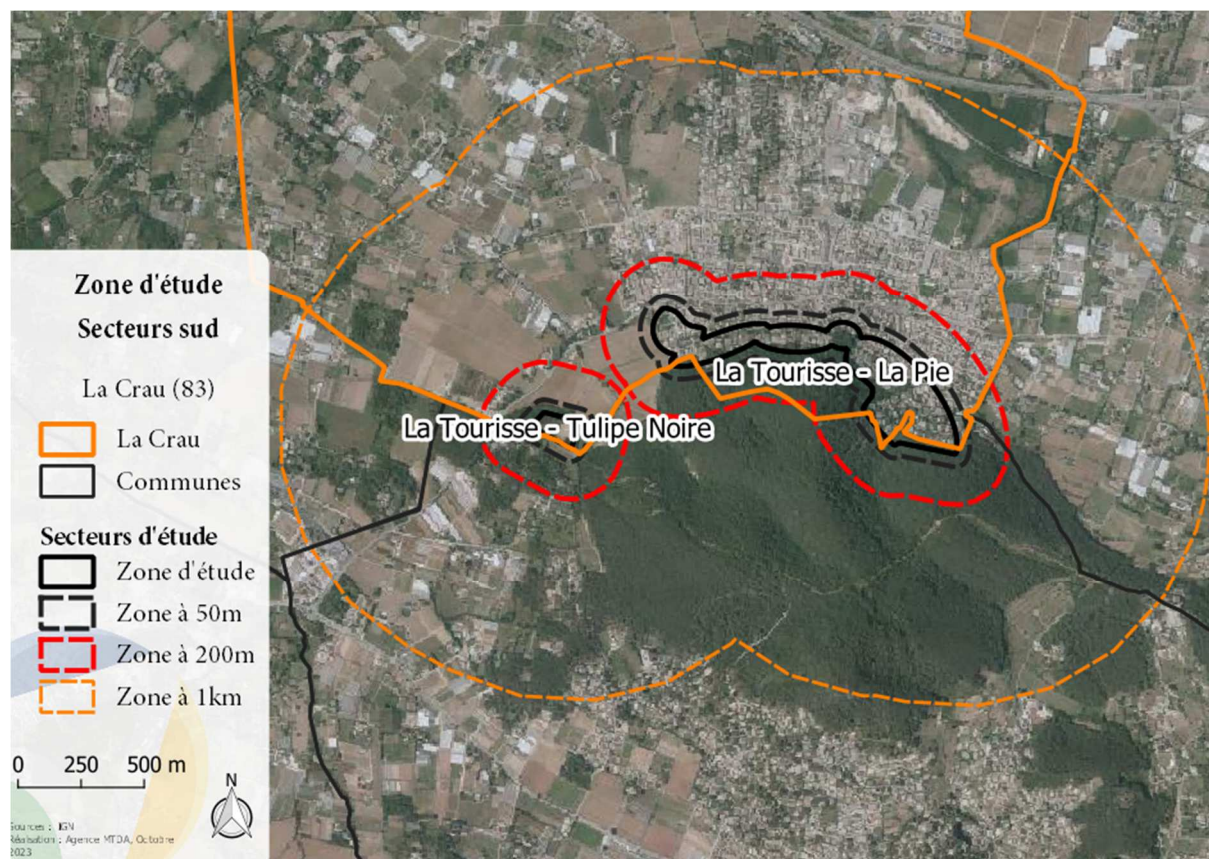 Zone d'étude
Secteurs sud
La Crau (83)
La Crau
Communes
Secteurs d'étude
Zone d'étude
Zone à 50m
Zone à 200m
Zone à 1km
0 250 500 m
N
Sources : IGN
Réalisation : Agence MTDA, Octobre
2023
La Tourisse - La Pie
La Tourisse - Tulipe Noire